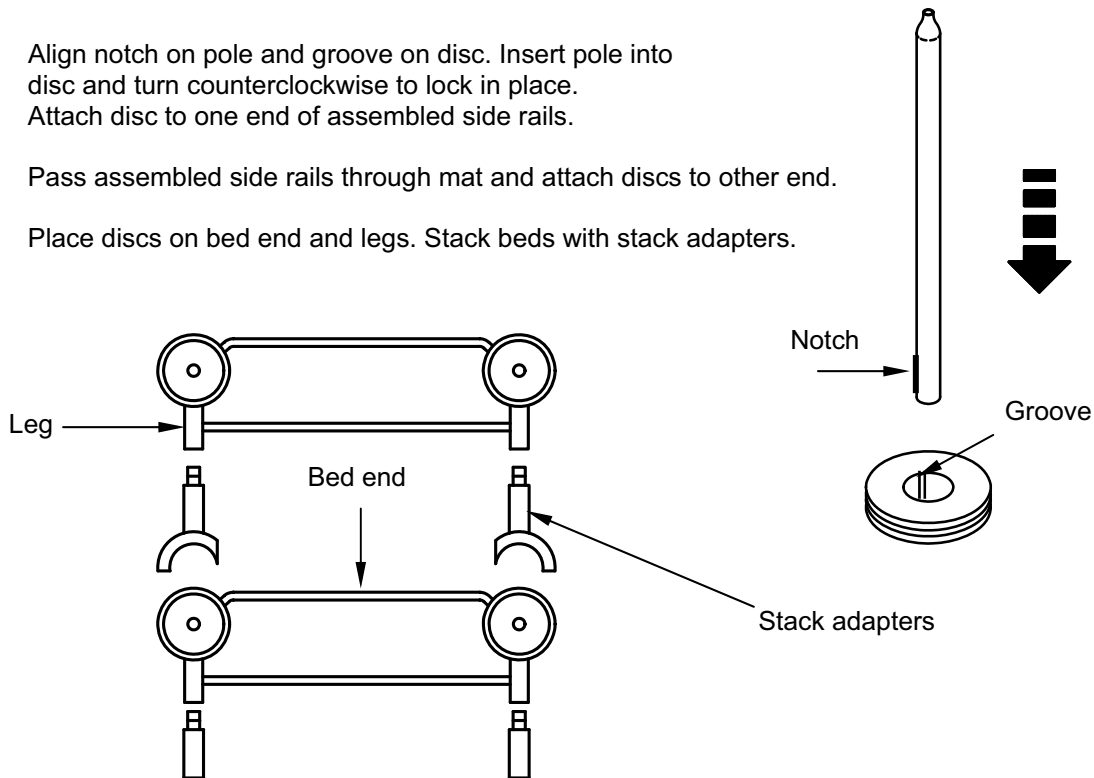 Align notch on pole and groove on disc. Insert pole into
disc and turn counterclockwise to lock in place.
Attach disc to one end of assembled side rails.
Pass assembled side rails through mat and attach discs to other end.
Place discs on bed end and legs. Stack beds with stack adapters.
Notch
Groove
Leg
Bed end
Stack adapters